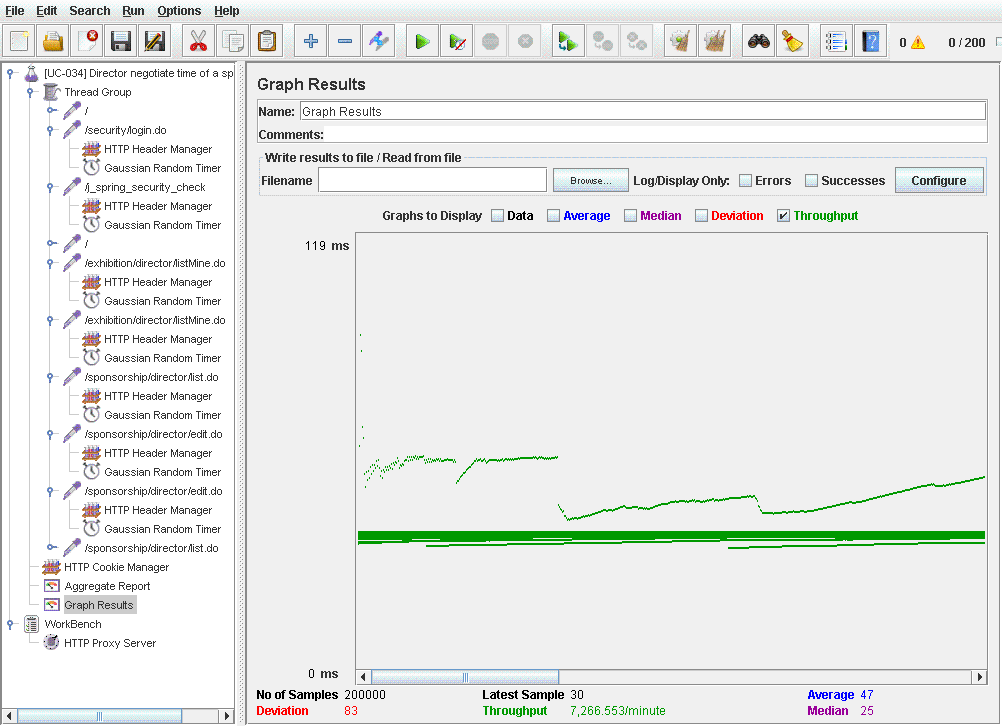 File Edit Search Run Options Help
0 0 / 200
[UC-034] Director negotiate time of a sp
Thread Group
/
/security/login.do
HTTP Header Manager
Gaussian Random Timer
/j_spring_security_check
HTTP Header Manager
Gaussian Random Timer
/
/exhibition/director/listMine.do
HTTP Header Manager
Gaussian Random Timer
/exhibition/director/listMine.do
HTTP Header Manager
Gaussian Random Timer
/sponsorship/director/list.do
HTTP Header Manager
Gaussian Random Timer
/sponsorship/director/edit.do
HTTP Header Manager
Gaussian Random Timer
/sponsorship/director/edit.do
HTTP Header Manager
Gaussian Random Timer
/sponsorship/director/list.do
HTTP Cookie Manager
Aggregate Report
Graph Results
WorkBench
HTTP Proxy Server
Graph Results
Name: Graph Results
Comments:
Write results to file / Read from file
Filename Browse... Log/Display Only: Errors Successes Configure
Graphs to Display Data Average Median Deviation Throughput
119 ms
0 ms
No of Samples 200000 Latest Sample 30 Average 47
Deviation 83 Throughput 7,266.553/minute Median 25